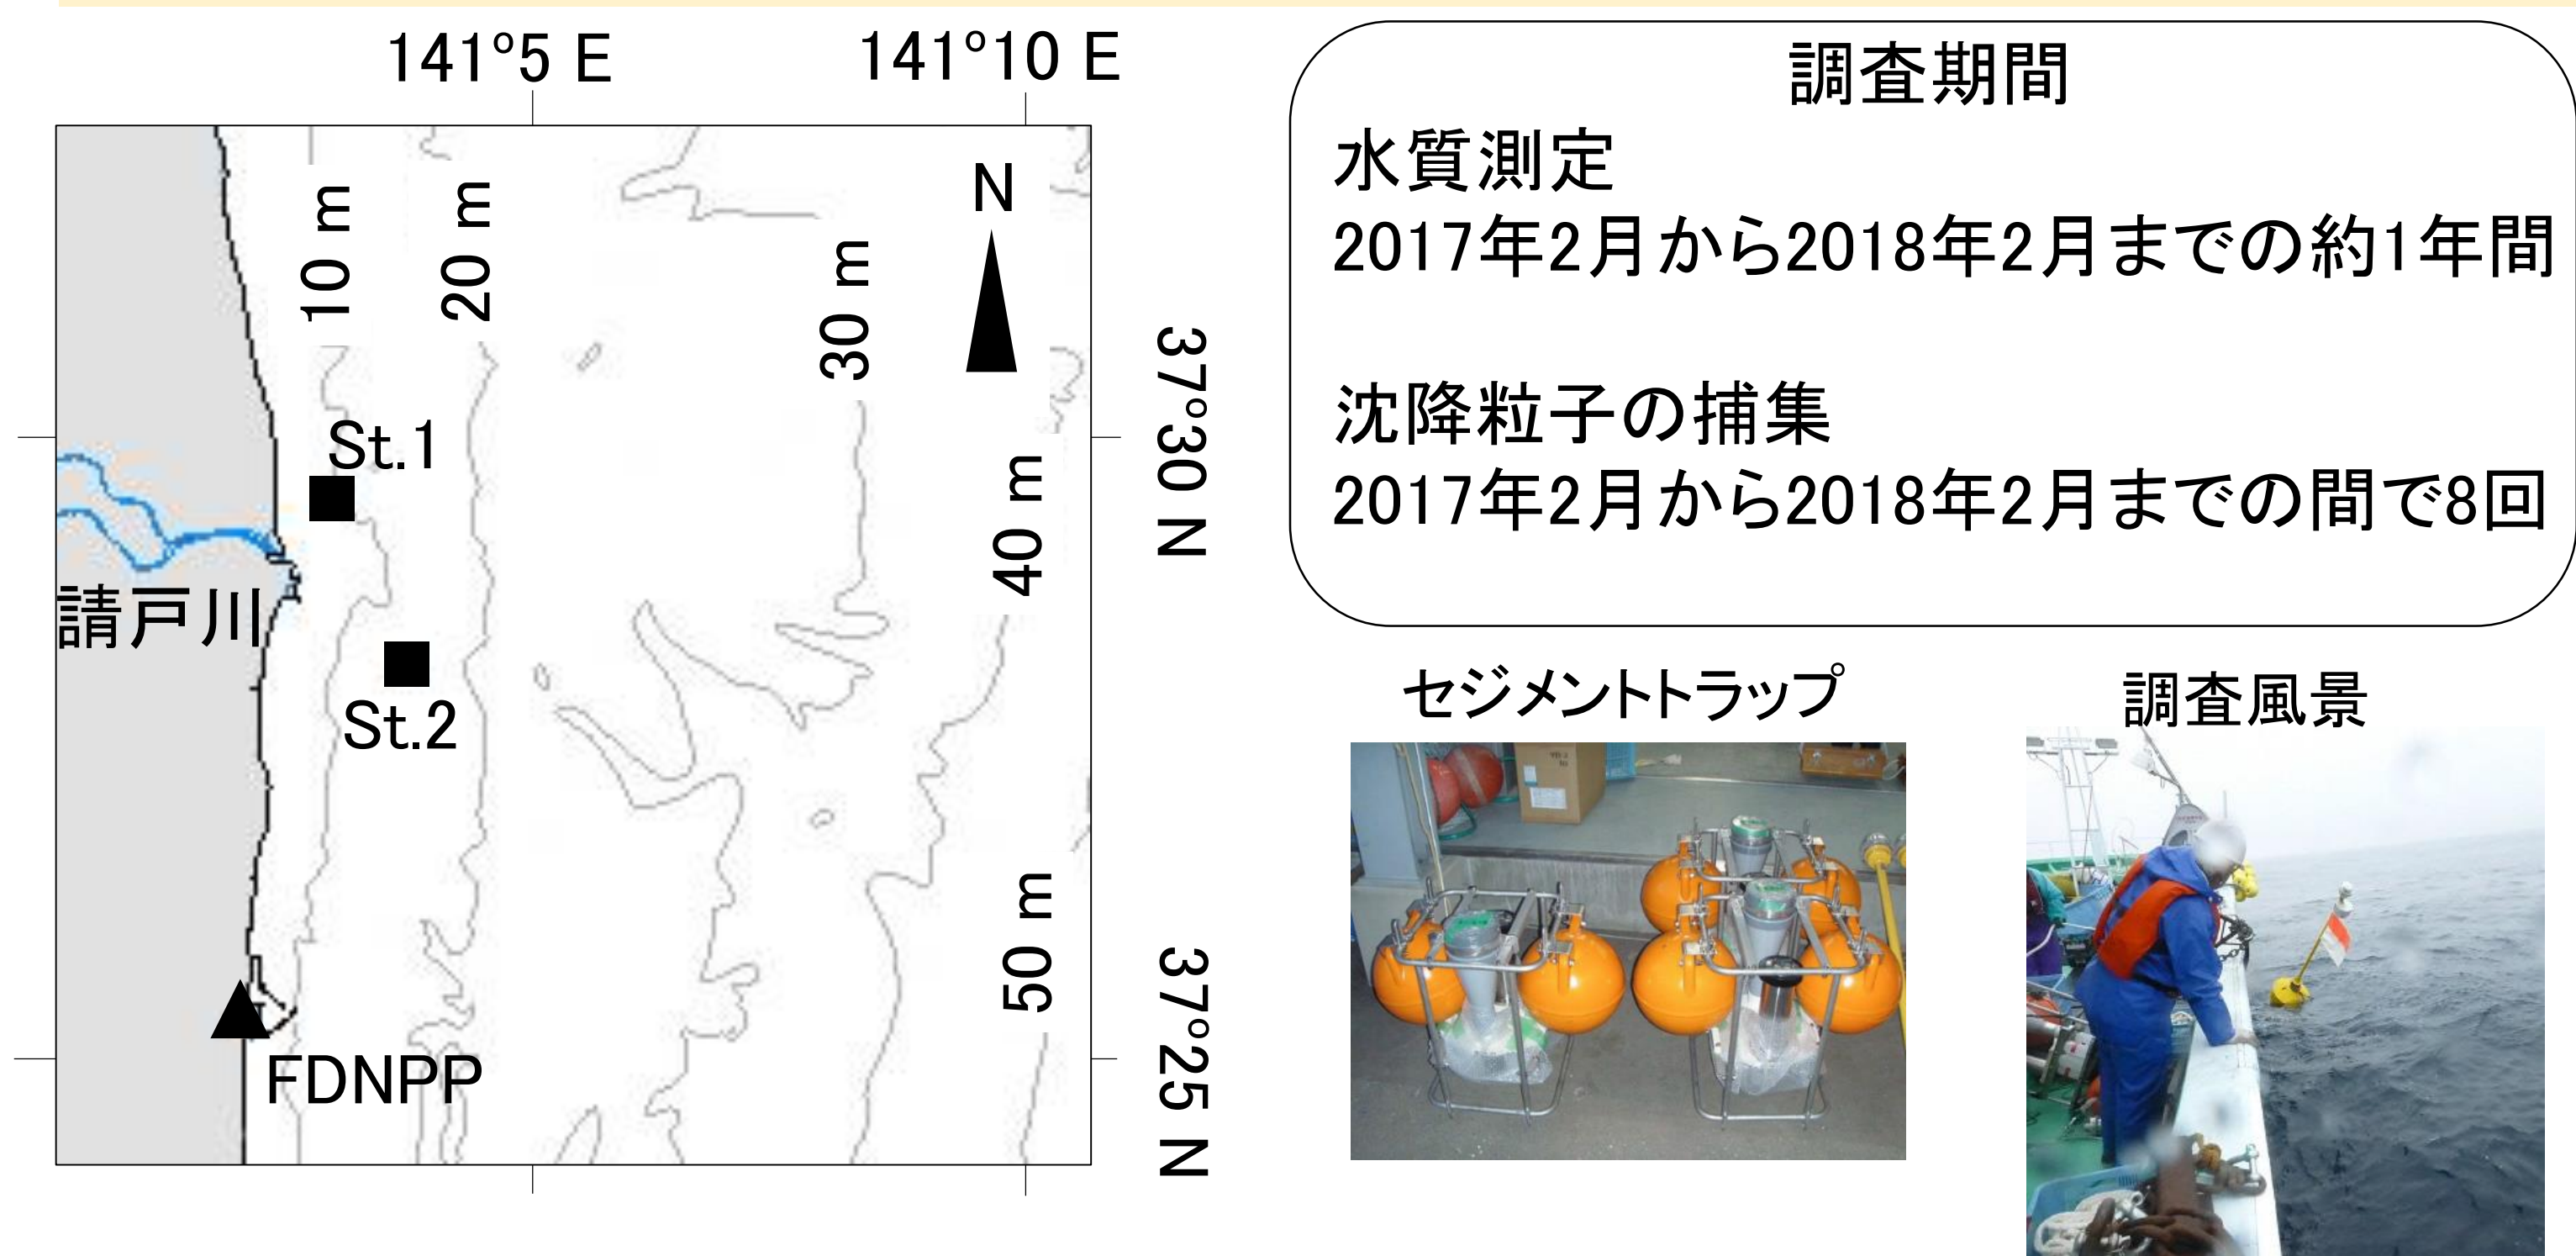 141°5 E
141°10 E
10 m
20 m
30 m
40 m
50 m
N
37°30 N
37°25 N
St.1
St.2
請戸川
FDNPP
調査期間
水質測定
2017年2月から2018年2月までの約1年間
沈降粒子の捕集
2017年2月から2018年2月までの間で8回
セジメントトラップ
調査風景